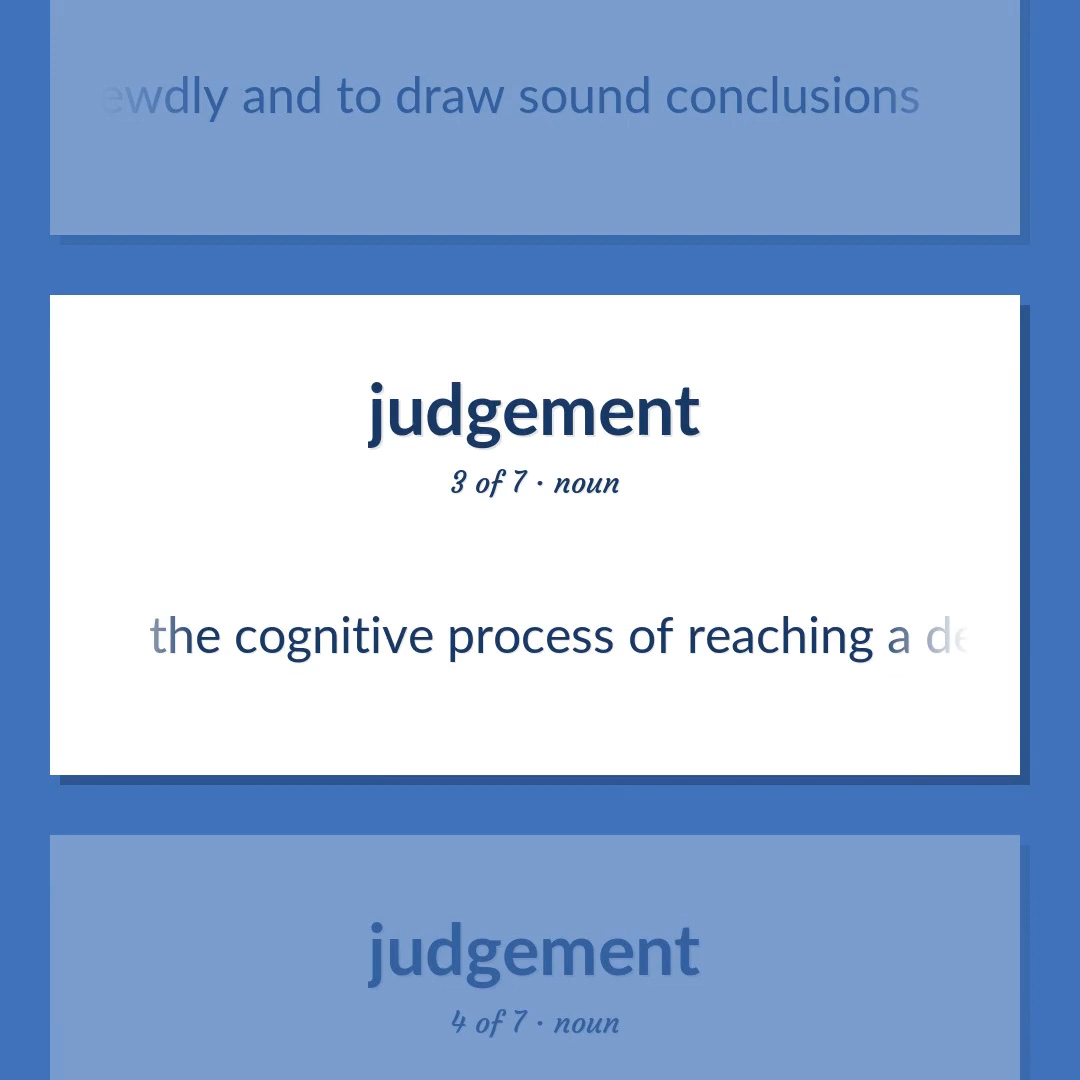 ewdly and to draw sound conclusions
judgement
3 of 7 · noun
the cognitive process of reaching a de
judgement
4 of 7 · noun